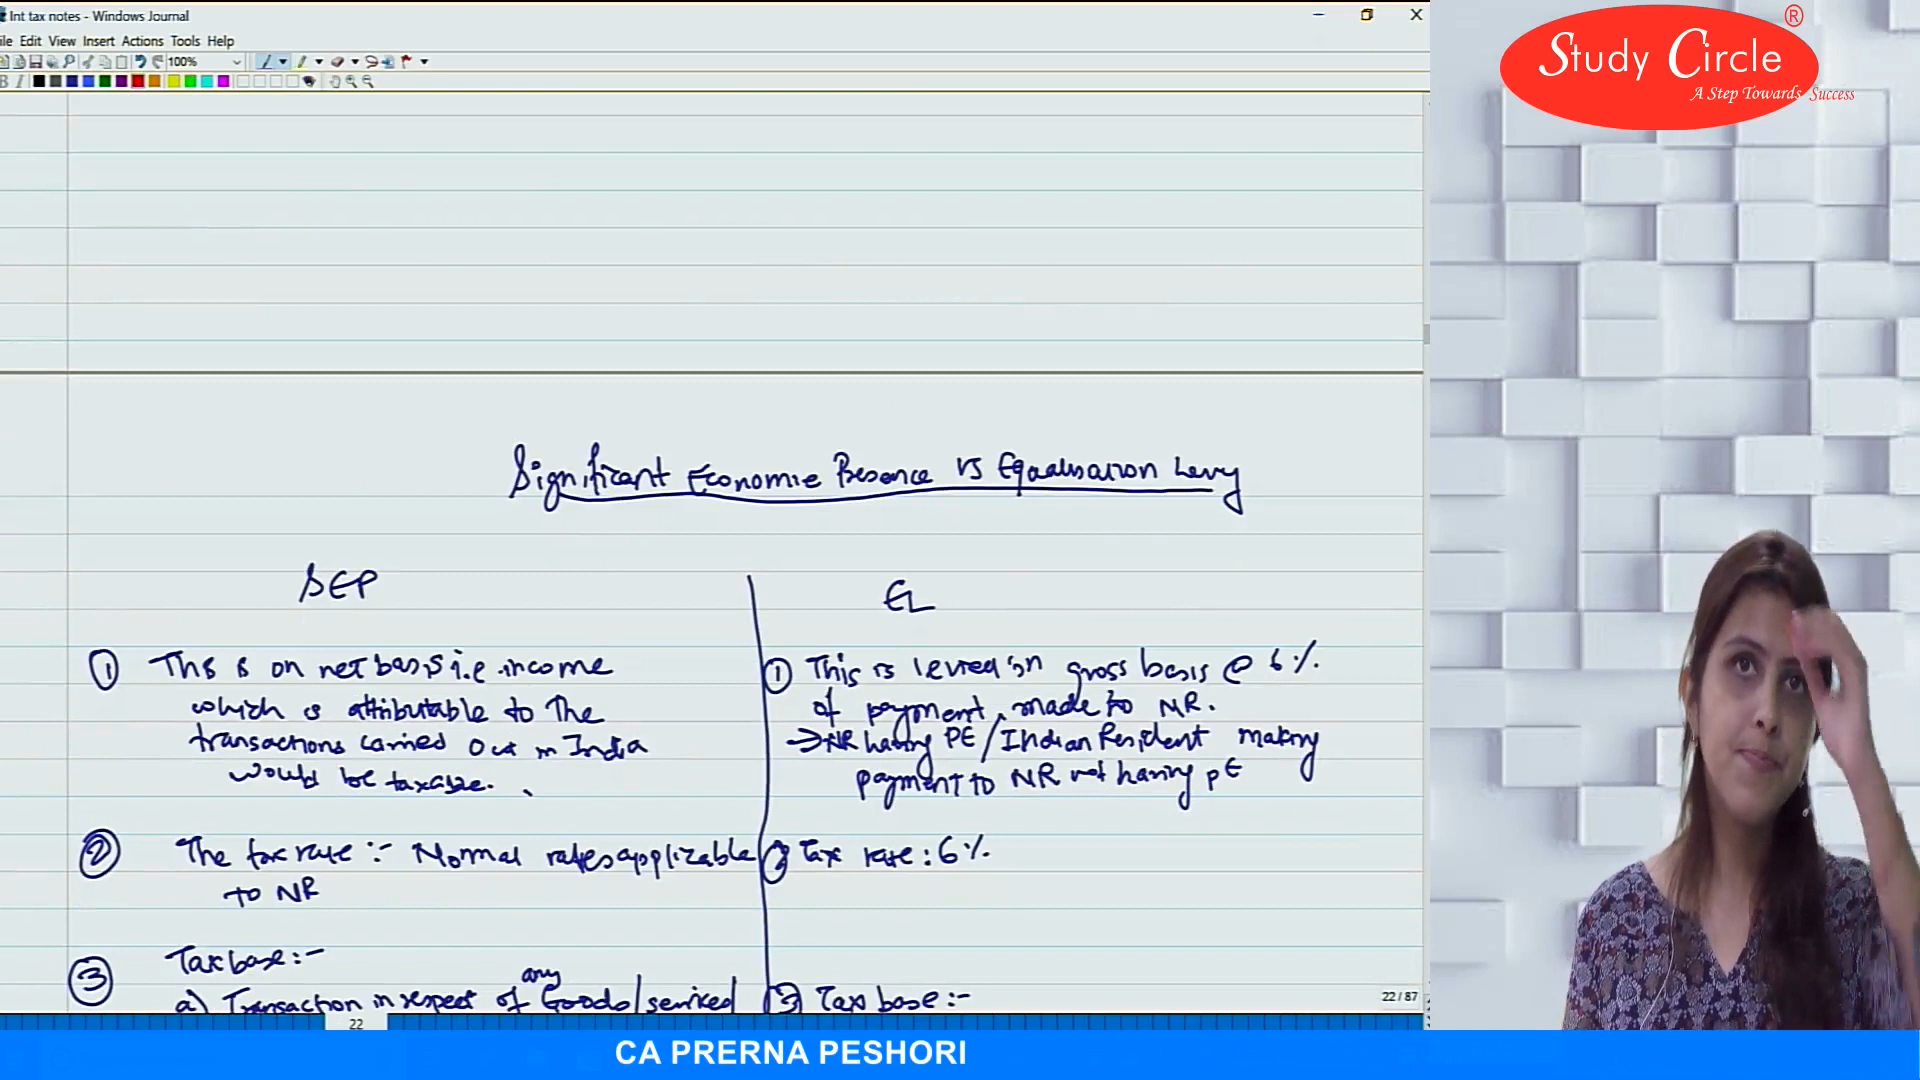 Int tax notes - Windows Journal
ile Edit View Insert Actions Tools Help
100%
B I
Study Circle ®
A Step Towards Success
Significant Economic Presence vs Equalisation Levy
SEP
EL
① This is on net basis i.e. income
which is attributable to the
transactions carried out in India
would be taxable.
① This is levied on gross basis @ 6%.
of payment made to NR.
→ NR having PE / Indian Resident making
payment to NR not having PE
② The tax rate :- Normal rates applicable
to NR
② Tax rate : 6%
③ Tax base :-
a) Transaction in respect of any Goods/services
③ Tax base :-
22/87
22
CA PRERNA PESHORI